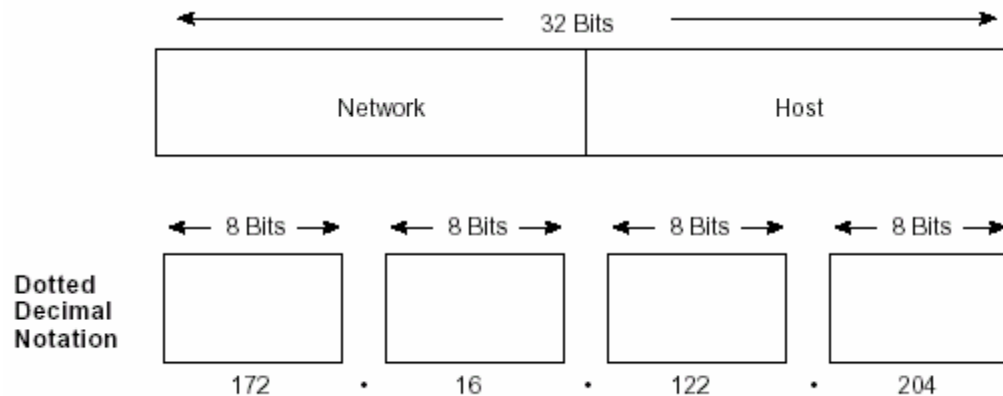 32 Bits
Network Host
8 Bits 8 Bits 8 Bits 8 Bits
Dotted
Decimal
Notation
172 . 16 . 122 . 204